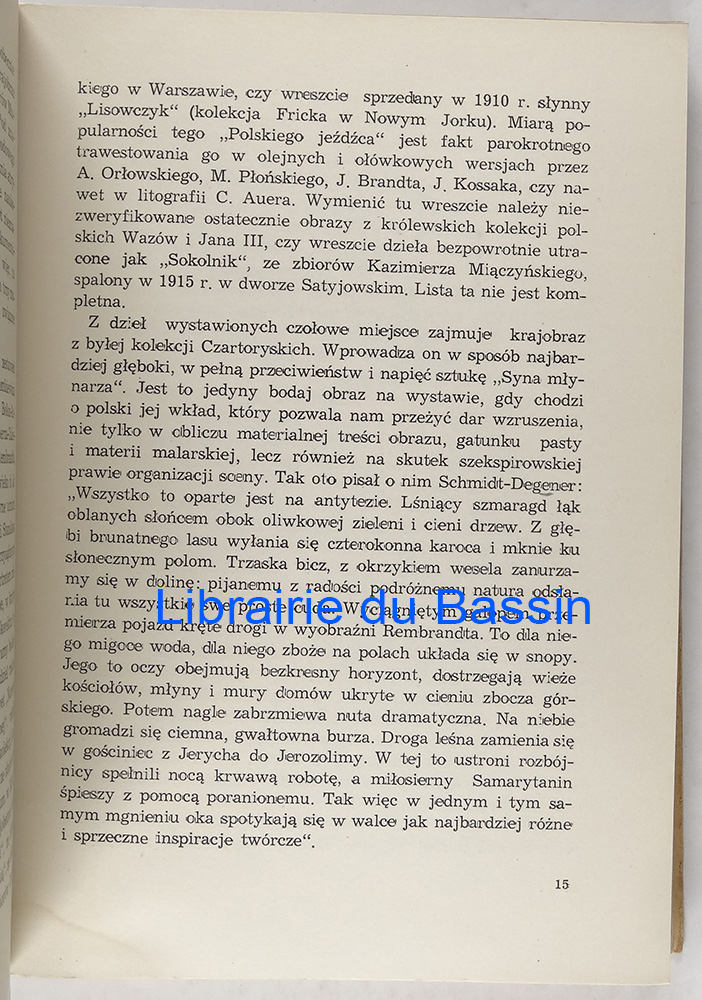 kiego w Warszawie, czy wreszcie sprzedany w 1910 r. słynny
„Lisowczyk“ (kolekcja Fricka w Nowym Jorku). Miarą po-
pularności tego „Polskiego jeźdźca“ jest fakt parokrotnego
trawestowania go w olejnych i ołówkowych wersjach przez
A. Orłowskiego, M. Płońskiego, J. Brandta, J. Kossaka, czy na-
wet w litografii C. Auera. Wymienić tu wreszcie należy nie-
zweryfikowane ostatecznie obrazy z królewskich kolekcji pol-
skich Wazów i Jana III, czy wreszcie dzieła bezpowrotnie utra-
cone jak „Sokolnik“, ze zbiorów Kazimierza Miączyńskiego,
spalony w 1915 r. w dworze Satyjowskim. Lista ta nie jest kom-
pletna.
Z dzieł wystawionych czołowe miejsce zajmuje krajobraz
z byłej kolekcji Czartoryskich. Wprowadza on w sposób najbar-
dziej głęboki, w pełną przeciwieństw i napięć sztukę „Syna mły-
narza“. Jest to jedyny bodaj obraz na wystawie, gdy chodzi
o polski jej wkład, który pozwala nam przeżyć dar wzruszenia,
nie tylko w obliczu materialnej treści obrazu, gatunku pasty
i materii malarskiej, lecz również na skutek szekspirowskiej
prawie organizacji sceny. Tak oto pisał o nim Schmidt-Degener:
„Wszystko to oparte jest na antytezie. Lśniący szmaragd łąk
oblanych słońcem obok oliwkowej zieleni i cieni drzew. Z głę-
bi brunatnego lasu wyłania się czterokonna karoca i mknie ku
słonecznym polom. Trzaska bicz, z okrzykiem wesela zanurza-
my się w dolinę: pijanemu z radości podróżnemu natura odsła-
nia tu wszystkie swe proste cuda. Wyciągniętym galopem prze-
Librairie du Bassin
mierza pojazd kręte drogi w wyobraźni Rembrandta. To dla nie-
go migoce woda, dla niego zboże na polach układa się w snopy.
Jego to oczy obejmują bezkresny horyzont, dostrzegają wieże
kościołów, młyny i mury domów ukryte w cieniu zbocza gór-
skiego. Potem nagle zabrzmiewa nuta dramatyczna. Na niebie
gromadzi się ciemna, gwałtowna burza. Droga leśna zamienia się
w gościniec z Jerycha do Jerozolimy. W tej to ustroni rozbój-
nicy spełnili nocą krwawą robotę, a miłosierny Samarytanin
śpieszy z pomocą poranionemu. Tak więc w jednym i tym sa-
mym mgnieniu oka spotykają się w walce jak najbardziej różne
i sprzeczne inspiracje twórcze“.
15